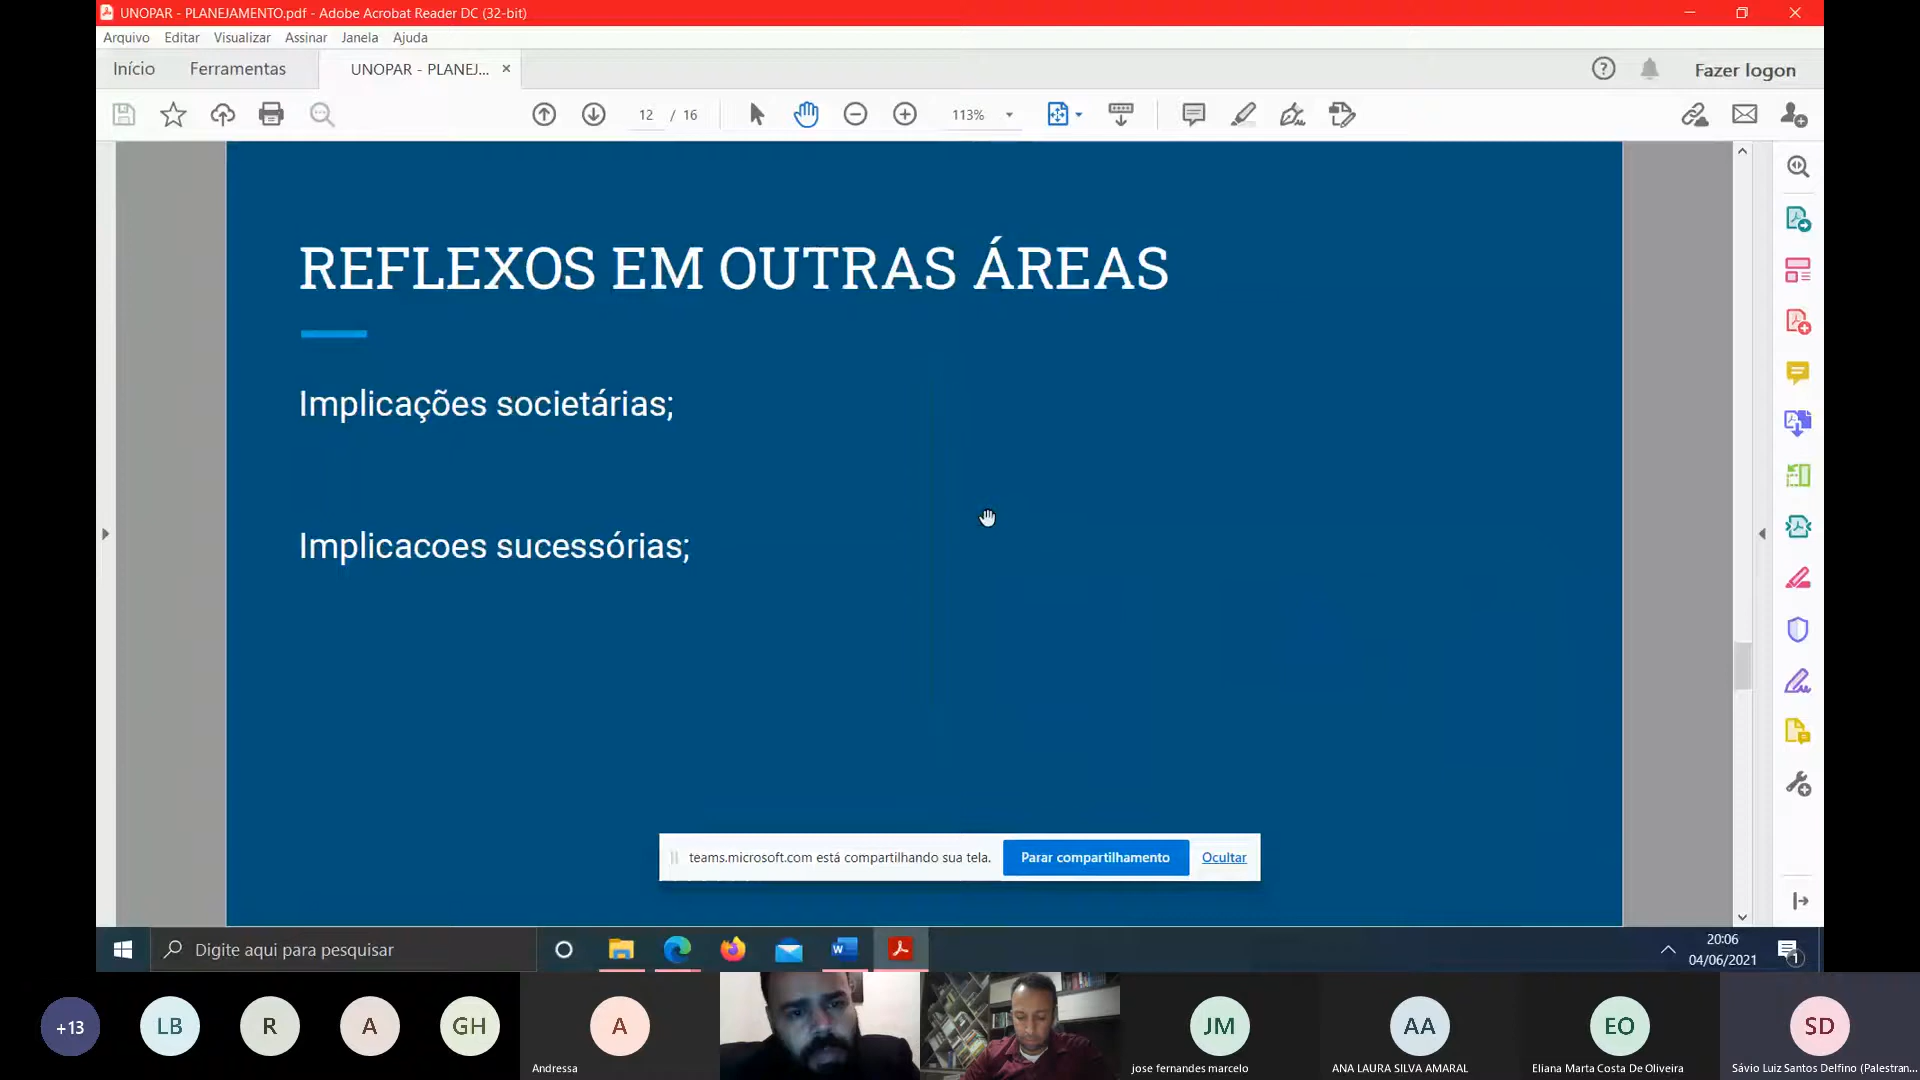 UNOPAR - PLANEJAMENTO.pdf - Adobe Acrobat Reader DC (32-bit)
Arquivo Editar Visualizar Assinar Janela Ajuda
Início Ferramentas UNOPAR - PLANEJ... × Fazer logon
12 / 16 113%
REFLEXOS EM OUTRAS ÁREAS
Implicações societárias;
Implicacoes sucessórias;
teams.microsoft.com está compartilhando sua tela. Parar compartilhamento Ocultar
Digite aqui para pesquisar
20:06
04/06/2021
1
+13 LB R A GH A JM AA EO SD
Andressa jose fernandes marcelo ANA LAURA SILVA AMARAL Eliana Marta Costa De Oliveira Sávio Luiz Santos Delfino (Palestran...